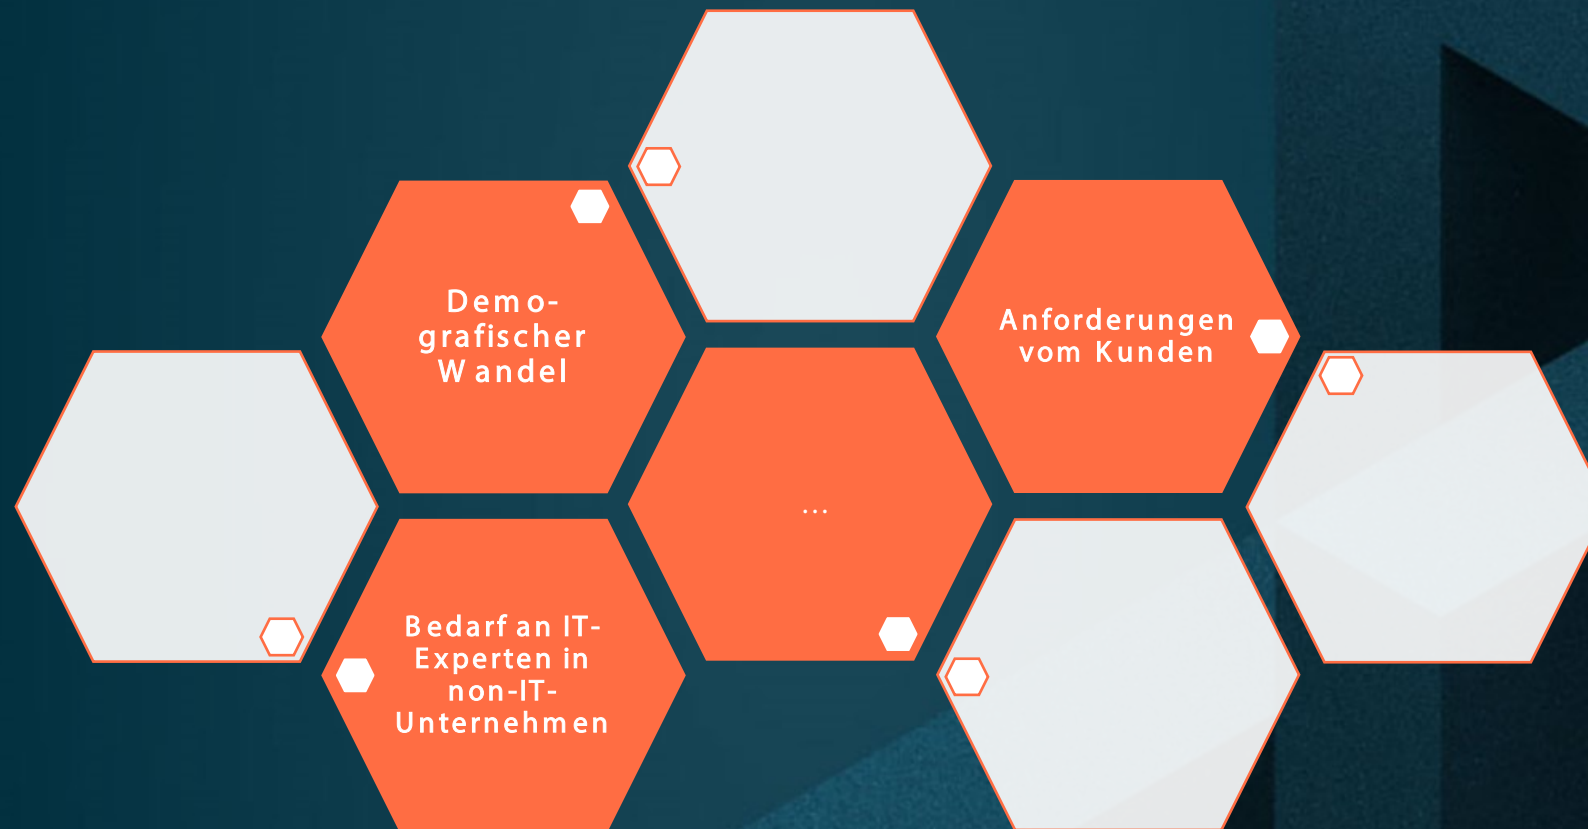 Demo-
grafischer
Wandel
Anforderungen
vom Kunden
...
Bedarf an IT-
Experten in
non-IT-
Unternehmen